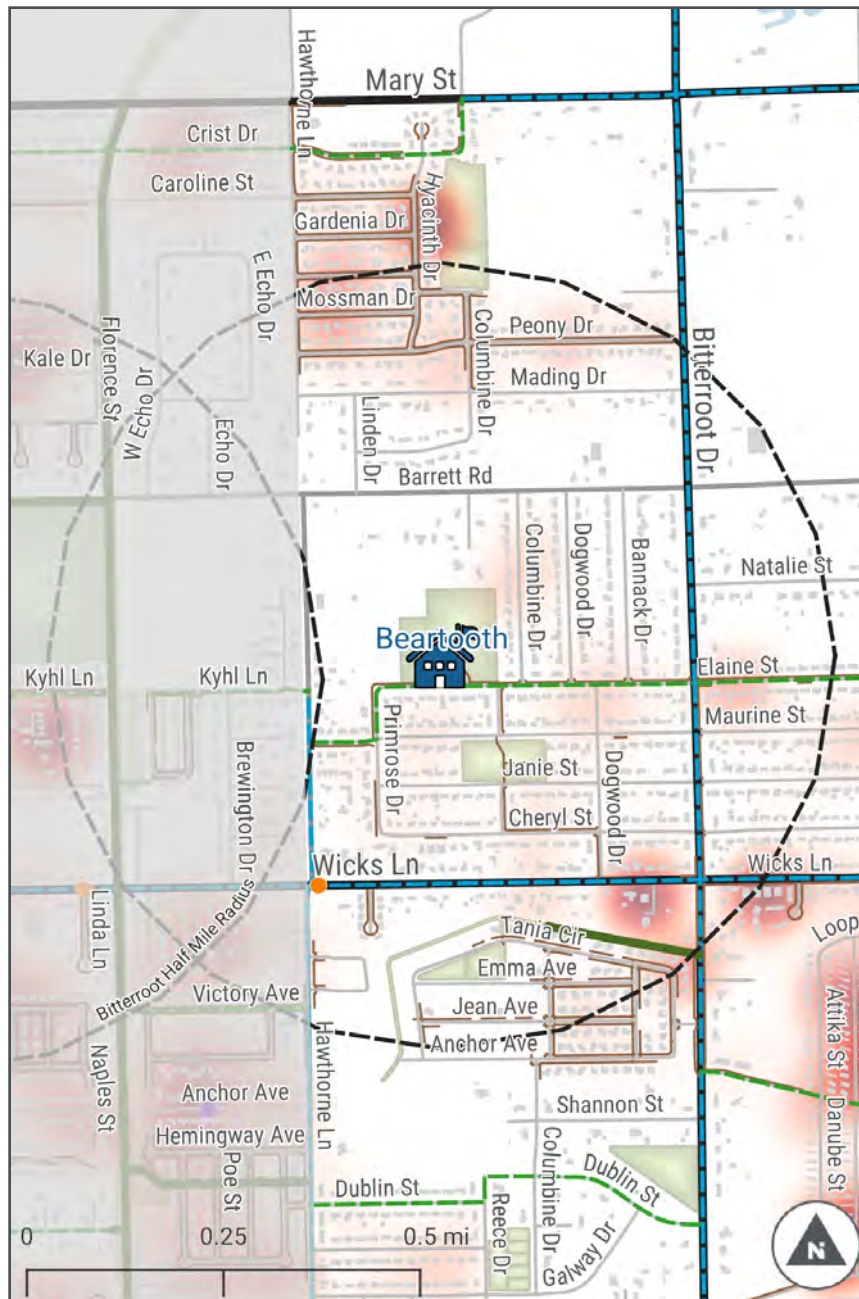 Hawthorne Ln
Mary St
Crist Dr
Caroline St
Hyacinth Dr
Gardenia Dr
E Echo Dr
Mossman Dr
Columbine Dr
Peony Dr
Florence St
Kale Dr
W Echo Dr
Bitterroot Dr
Mading Dr
Echo Dr
Linden Dr
Barrett Rd
Columbine Dr
Dogwood Dr
Bannack Dr
Natalie St
Beartooth
Kyhl Ln
Kyhl Ln
Elaine St
Primrose Dr
Maurine St
Brewington Dr
Janie St
Dogwood Dr
Cheryl St
Wicks Ln
Wicks Ln
Linda Ln
Bitterroot Half Mile Radius
Tania Cir
Loop
Emma Ave
Victory Ave
Jean Ave
Attika St
Hawthorne Ln
Anchor Ave
Naples St
Anchor Ave
Shannon St
Danube St
Hemingway Ave
Poe St
Columbine Dr
Dublin St
Dublin St
Reece Dr
Galway Dr
0
0.25
0.5 mi
N